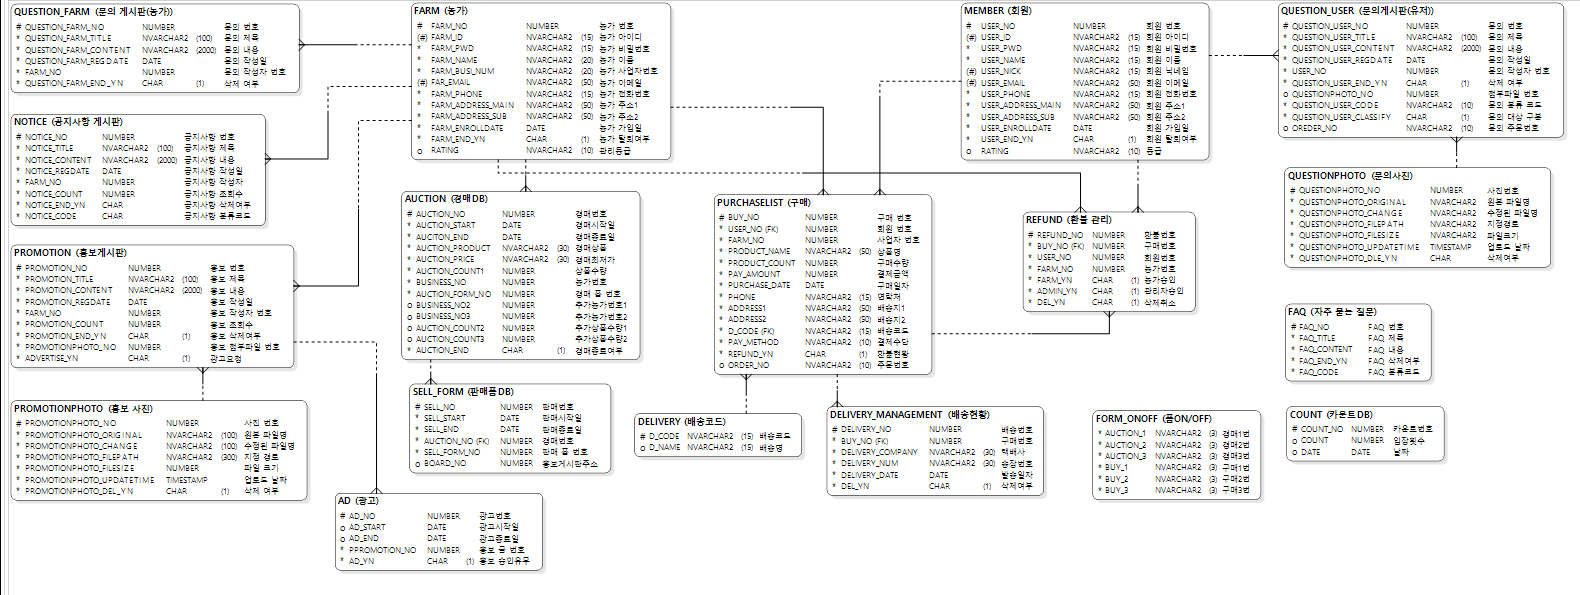 QUESTION_FARM (문의 게시판(농가))
# QUESTION_FARM_NO NUMBER 문의 번호
* QUESTION_FARM_TITLE NVARCHAR2 (100) 문의 제목
* QUESTION_FARM_CONTENT NVARCHAR2 (2000) 문의 내용
* QUESTION_FARM_REGDATE DATE 문의 작성일
* FARM_NO NUMBER 문의 작성자 번호
* QUESTION_FARM_END_YN CHAR (1) 삭제 여부
NOTICE (공지사항 게시판)
# NOTICE_NO NUMBER 공지사항 번호
* NOTICE_TITLE NVARCHAR2 (100) 공지사항 제목
* NOTICE_CONTENT NVARCHAR2 (2000) 공지사항 내용
* NOTICE_REGDATE DATE 공지사항 작성일
* FARM_NO NUMBER 공지사항 작성자
* NOTICE_COUNT NUMBER 공지사항 조회수
* NOTICE_END_YN CHAR 공지사항 삭제여부
* NOTICE_CODE CHAR 공지사항 분류코드
PROMOTION (홍보게시판)
# PROMOTION_NO NUMBER 홍보 번호
* PROMOTION_TITLE NVARCHAR2 (100) 홍보 제목
* PROMOTION_CONTENT NVARCHAR2 (2000) 홍보 내용
* PROMOTION_REGDATE DATE 홍보 작성일
* FARM_NO NUMBER 홍보 작성자 번호
* PROMOTION_COUNT NUMBER 홍보 조회수
* PROMOTION_END_YN CHAR (1) 홍보 삭제여부
* PROMOTIONPHOTO_NO NUMBER 홍보 첨부파일 번호
* ADVERTISE_YN CHAR (1) 광고요청
PROMOTIONPHOTO (홍보 사진)
# PROMOTIONPHOTO_NO NUMBER 사진 번호
* PROMOTIONPHOTO_ORIGINAL NVARCHAR2 (100) 원본 파일명
* PROMOTIONPHOTO_CHANGE NVARCHAR2 (100) 수정된 파일명
* PROMOTIONPHOTO_FILEPATH NVARCHAR2 (300) 지정 경로
* PROMOTIONPHOTO_FILESIZE NUMBER 파일 크기
* PROMOTIONPHOTO_UPDATETIME TIMESTAMP 업로드 날짜
* PROMOTIONPHOTO_DEL_YN CHAR (1) 삭제 여부
FARM (농가)
# FARM_NO NUMBER 농가 번호
(#) FARM_ID NVARCHAR2 (15) 농가 아이디
* FARM_PWD NVARCHAR2 (15) 농가 비밀번호
* FARM_NAME NVARCHAR2 (20) 농가 이름
* FARM_BUSI_NUM NVARCHAR2 (20) 농가 사업자번호
(#) FAR_EMAIL NVARCHAR2 (50) 농가 이메일
* FARM_PHONE NVARCHAR2 (15) 농가 전화번호
* FARM_ADDRESS_MAIN NVARCHAR2 (50) 농가 주소1
* FARM_ADDRESS_SUB NVARCHAR2 (50) 농가 주소2
* FARM_ENROLLDATE DATE 농가 가입일
* FARM_END_YN CHAR (1) 농가 탈퇴여부
o RATING NVARCHAR2 (10) 관리등급
AUCTION (경매DB)
# AUCTION_NO NUMBER 경매번호
* AUCTION_START DATE 경매시작일
* AUCITON_END DATE 경매종료일
* AUCTION_PRODUCT NVARCHAR2 (30) 경매상품
* AUCTION_PRICE NVARCHAR2 (30) 경매최저가
* AUCTION_COUNT1 NUMBER 상품수량
* BUSINESS_NO NUMBER 농가번호
* AUCTION_FORM_NO NUMBER 경매 폼 번호
o BUSINESS_NO2 NUMBER 추가농가번호1
o BUSINESS_NO3 NUMBER 추가농가번호2
o AUCTION_COUNT2 NUMBER 추가상품수량1
o AUCTION_COUNT3 NUMBER 추가상품수량2
* AUCTION_END CHAR (1) 경매종료여부
SELL_FORM (판매폼DB)
# SELL_NO NUMBER 판매번호
* SELL_START DATE 판매시작일
* SELL_END DATE 판매종료일
* AUCTION_NO (FK) NUMBER 경매번호
* SELL_FORM_NO NUMBER 판매 폼 번호
o BOARD_NO NUMBER 홍보게시판주소
AD (광고)
# AD_NO NUMBER 광고번호
o AD_START DATE 광고시작일
o AD_END DATE 광고종료일
* PPROMOTION_NO NUMBER 홍보 글 번호
* AD_YN CHAR (1) 홍보 승인유무
MEMBER (회원)
# USER_NO NUMBER 회원 번호
(#) USER_ID NVARCHAR2 (15) 회원 아이디
* USER_PWD NVARCHAR2 (15) 회원 비밀번호
* USER_NAME NVARCHAR2 (15) 회원 이름
(#) USER_NICK NVARCHAR2 (15) 회원 닉네임
(#) USER_EMAIL NVARCHAR2 (50) 회원 이메일
* USER_PHONE NVARCHAR2 (15) 회원 전화번호
* USER_ADDRESS_MAIN NVARCHAR2 (50) 회원 주소1
* USER_ADDRESS_SUB NVARCHAR2 (50) 회원 주소2
* USER_ENROLLDATE DATE 회원 가입일
* USER_END_YN CHAR (1) 회원 탈퇴여부
o RATING NVARCHAR2 (10) 등급
PURCHASELIST (구매)
# BUY_NO NUMBER 구매 번호
* USER_NO (FK) NUMBER 회원 번호
* FARM_NO NUMBER 사업자 번호
* PRODUCT_NAME NVARCHAR2 (50) 상품명
* PRODUCT_COUNT NUMBER 구매수량
* PAY_AMOUNT NUMBER 결제금액
* PURCHASE_DATE DATE 구매일자
* PHONE NVARCHAR2 (15) 연락처
* ADDRESS1 NVARCHAR2 (50) 배송지1
* ADDRESS2 NVARCHAR2 (50) 배송지2
* D_CODE (FK) NVARCHAR2 (15) 배송코드
* PAY_METHOD NVARCHAR2 (10) 결제수단
* REFUND_YN CHAR (1) 환불현황
o ORDER_NO NVARCHAR2 (10) 주문번호
REFUND (환불 관리)
# REFUND_NO NUMBER 환불번호
* BUY_NO (FK) NUMBER 구매번호
* USER_NO NUMBER 회원번호
* FARM_NO NUMBER 농가번호
* FARM_YN CHAR (1) 농가승인
* ADMIN_YN CHAR (1) 관리자승인
* DEL_YN CHAR (1) 삭제취소
DELIVERY (배송코드)
# D_CODE NVARCHAR2 (15) 배송코드
o D_NAME NVARCHAR2 (15) 배송명
DELIVERY_MANAGEMENT (배송현황)
# DELIVERY_NO NUMBER 배송번호
* BUY_NO (FK) NUMBER 구매번호
* DELIVERY_COMPANY NVARCHAR2 (30) 택배사
* DELIVERY_NUM NVARCHAR2 (30) 송장번호
* DELIVERY_DATE DATE 발송일자
* DEL_YN CHAR (1) 삭제여부
FORM_ONOFF (폼ON/OFF)
* AUCTION_1 NVARCHAR2 (3) 경매1번
* AUCTION_2 NVARCHAR2 (3) 경매2번
* AUCTION_3 NVARCHAR2 (3) 경매3번
* BUY_1 NVARCHAR2 (3) 구매1번
* BUY_2 NVARCHAR2 (3) 구매2번
* BUY_3 NVARCHAR2 (3) 구매3번
QUESTION_USER (문의게시판(유저))
# QUESTION_USER_NO NUMBER 문의 번호
* QUESTION_USER_TITLE NVARCHAR2 (100) 문의 제목
* QUESTION_USER_CONTENT NVARCHAR2 (2000) 문의 내용
* QUESTION_USER_REGDATE DATE 문의 작성일
* USER_NO NUMBER 문의 작성자 번호
* QUESTION_USER_END_YN CHAR (1) 삭제 여부
o QUESTIONPHOTO_NO NUMBER 첨부파일 번호
* QUESTION_USER_CODE NVARCHAR2 (10) 문의 분류 코드
* QUESTION_USER_CLASSIFY CHAR (1) 문의 대상 구분
o OREDER_NO NVARCHAR2 (10) 문의 주문번호
QUESTIONPHOTO (문의사진)
# QUESTIONPHOTO_NO NUMBER 사진번호
* QUESTIONPHOTO_ORIGINAL NVARCHAR2 원본 파일명
* QUESTIONPHOTO_CHANGE NVARCHAR2 수정된 파일명
* QUESTIONPHOTO_FILEPATH NVARCHAR2 지정경로
* QUESTIONPHOTO_FILESIZE NVARCHAR2 파일크기
* QUESTIONPHOTO_UPDATETIME TIMESTAMP 업로드 날짜
* QUESTIONPHOTO_DLE_YN CHAR 삭제여부
FAQ (자주 묻는 질문)
# FAQ_NO FAQ 번호
* FAQ_TITLE FAQ 제목
* FAQ_CONTENT FAQ 내용
* FAQ_END_YN FAQ 삭제여부
* FAQ_CODE FAQ 분류코드
COUNT (카운트DB)
# COUNT_NO NUMBER 카운트번호
o COUNT NUMBER 입장횟수
o DATE DATE 날짜